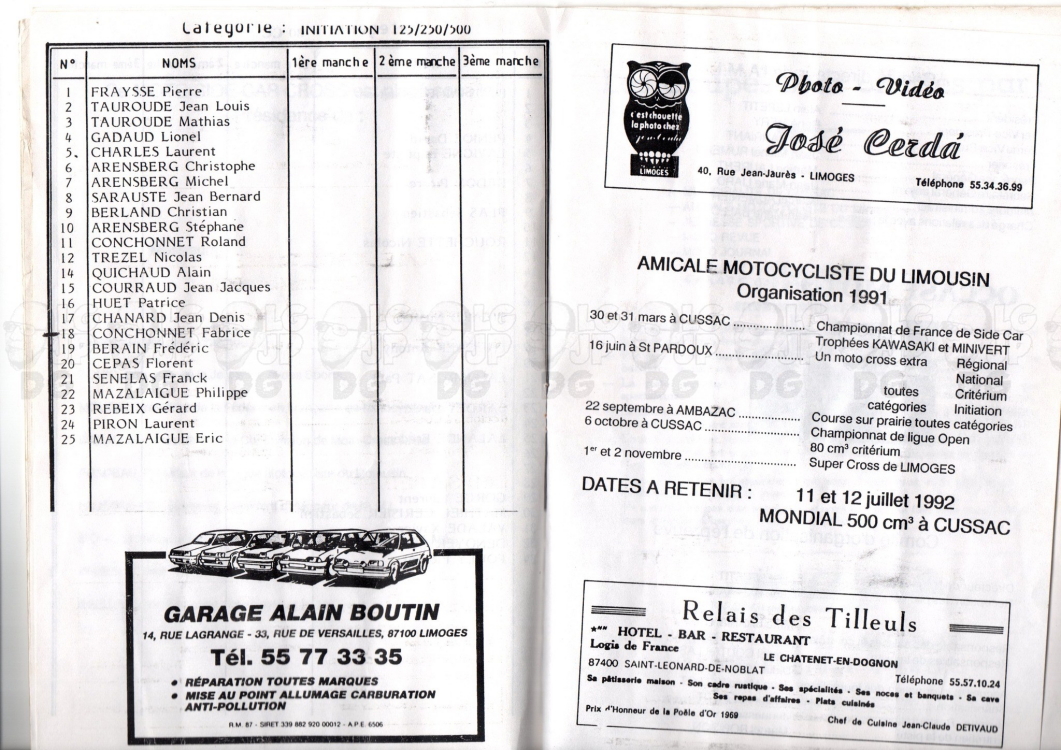 Catégorie : INITIATION 125/250/500
N° NOMS 1ère manche 2ème manche 3ème manche
1 FRAYSSE Pierre
2 TAUROUDE Jean Louis
3 TAUROUDE Mathias
4 GADAUD Lionel
5 CHARLES Laurent
6 ARENSBERG Christophe
7 ARENSBERG Michel
8 SARAUSTE Jean Bernard
9 BERLAND Christian
10 ARENSBERG Stéphane
11 CONCHONNET Roland
12 TREZEL Nicolas
14 QUICHAUD Alain
15 COURRAUD Jean Jacques
16 HUET Patrice
17 CHANARD Jean Denis
18 CONCHONNET Fabrice
19 BERAIN Frédéric
20 CEPAS Florent
21 SENELAS Franck
22 MAZALAIGUE Philippe
23 REBEIX Gérard
24 PIRON Laurent
25 MAZALAIGUE Eric
GARAGE ALAIN BOUTIN
14, RUE LAGRANGE - 33, RUE DE VERSAILLES, 87100 LIMOGES
Tél. 55 77 33 35
• RÉPARATION TOUTES MARQUES
• MISE AU POINT ALLUMAGE CARBURATION
ANTI-POLLUTION
R.M. 87 - SIRET 339 882 920 00012 - A.P.E. 6506
c'est chouette
la photo chez
LIMOGES
Photo - Vidéo
José Cerdá
40, Rue Jean-Jaurès - LIMOGES
Téléphone 55.34.36.99
AMICALE MOTOCYCLISTE DU LIMOUSIN
Organisation 1991
30 et 31 mars à CUSSAC .................... Championnat de France de Side Car
Trophées KAWASAKI et MINIVERT
16 juin à St PARDOUX .................... Un moto cross extra Régional
National
toutes Critérium
catégories Initiation
22 septembre à AMBAZAC .................... Course sur prairie toutes catégories
6 octobre à CUSSAC .................... Championnat de ligue Open
80 cm³ critérium
1er et 2 novembre .................... Super Cross de LIMOGES
DATES A RETENIR : 11 et 12 juillet 1992
MONDIAL 500 cm³ à CUSSAC
Relais des Tilleuls
HOTEL - BAR - RESTAURANT
Logis de France
LE CHATENET-EN-DOGNON
87400 SAINT-LEONARD-DE-NOBLAT
Téléphone 55.57.10.24
Sa pâtisserie maison - Son cadre rustique - Ses spécialités - Ses noces et banquets - Sa cave
Ses repas d'affaires - Plats cuisinés
Prix d'Honneur de la Poêle d'Or 1969
Chef de Cuisine Jean-Claude DETIVAUD